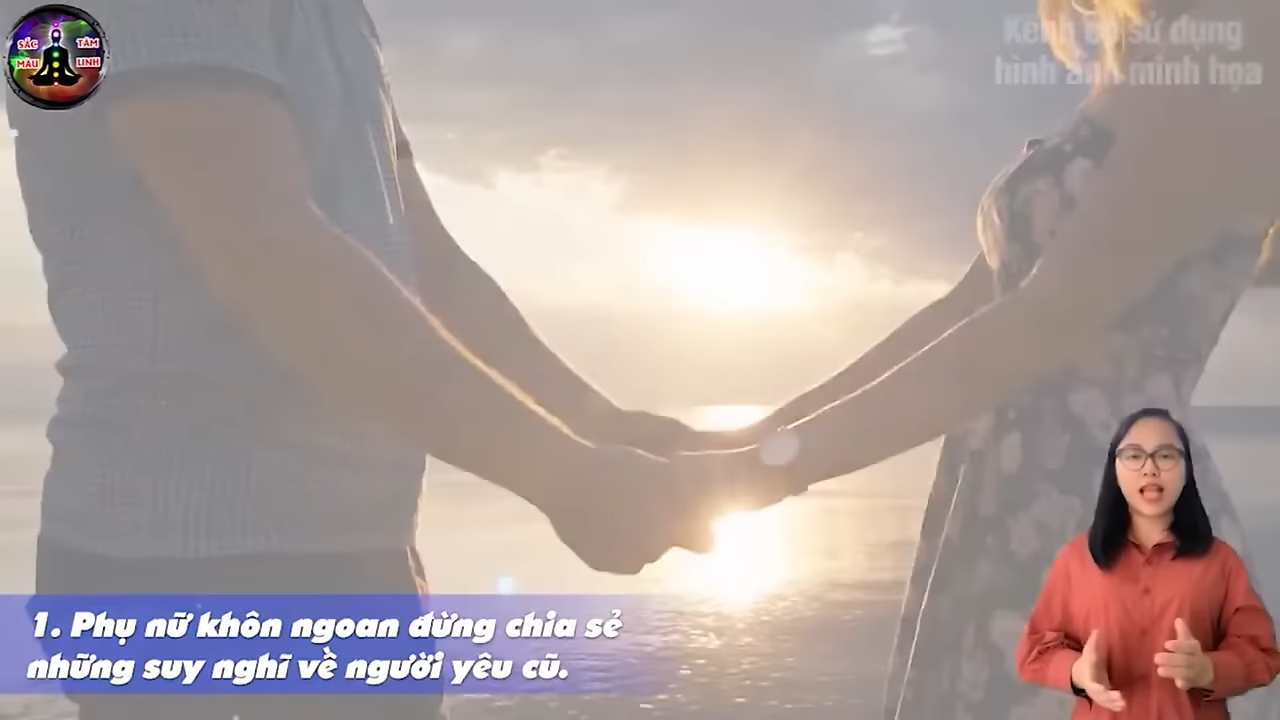 SẮC TÂM
MÀU LINH
Kênh có sử dụng
hình ảnh minh họa
1. Phụ nữ khôn ngoan đừng chia sẻ
những suy nghĩ về người yêu cũ.